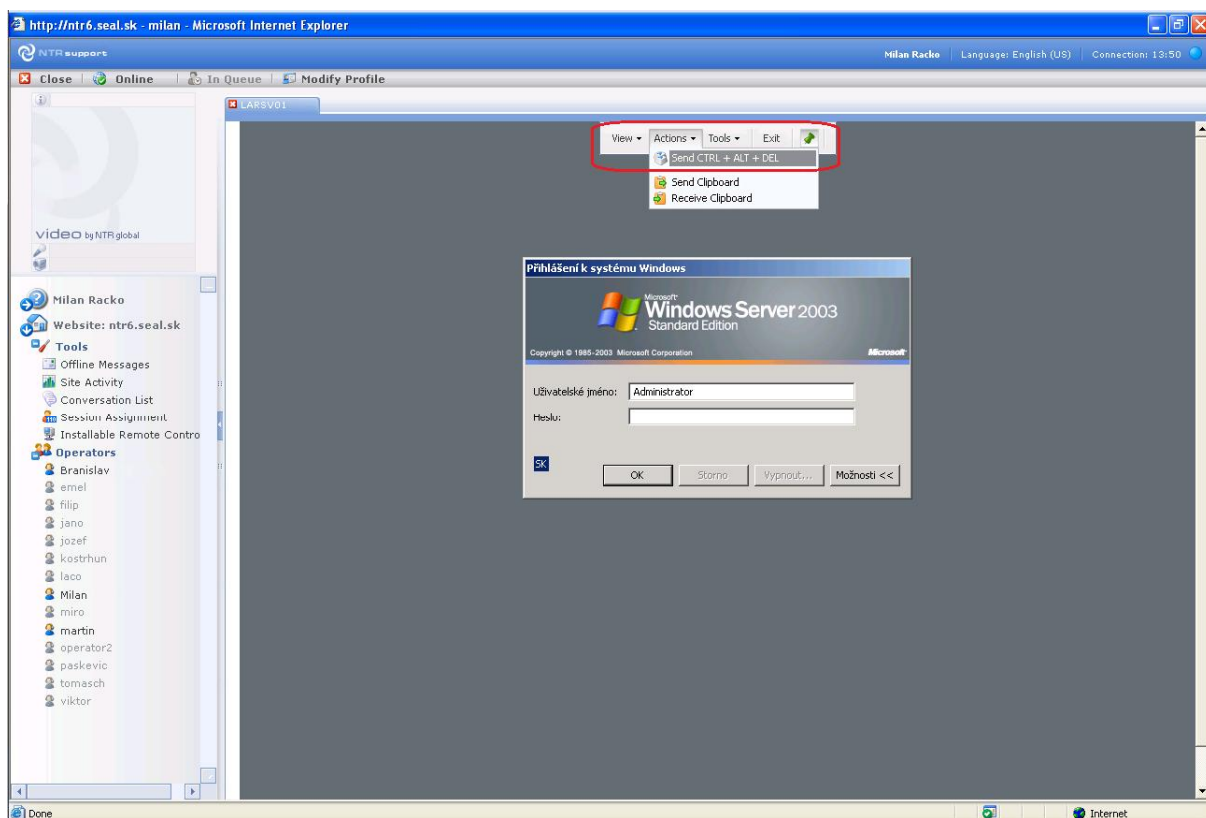 http://ntr6.seal.sk - milan - Microsoft Internet Explorer
NTR support
Milan Racko | Language: English (US) | Connection: 13:50
Close | Online | In Queue | Modify Profile
LARSV01
View Actions Tools Exit
Send CTRL + ALT + DEL
Send Clipboard
Receive Clipboard
video by NTR global
Přihlášení k systému Windows
Microsoft
Windows Server 2003
Standard Edition
Copyright © 1985-2003 Microsoft Corporation Microsoft
Uživatelské jméno: Administrator
Heslo:
SK
OK Storno Vypnout... Možnosti <<
Milan Racko
Website: ntr6.seal.sk
Tools
Offline Messages
Site Activity
Conversation List
Session Assignment
Installable Remote Contro
Operators
Branislav
emel
filip
jano
jozef
kostrhun
laco
Milan
miro
martin
operator2
paskevic
tomasch
viktor
Done Internet